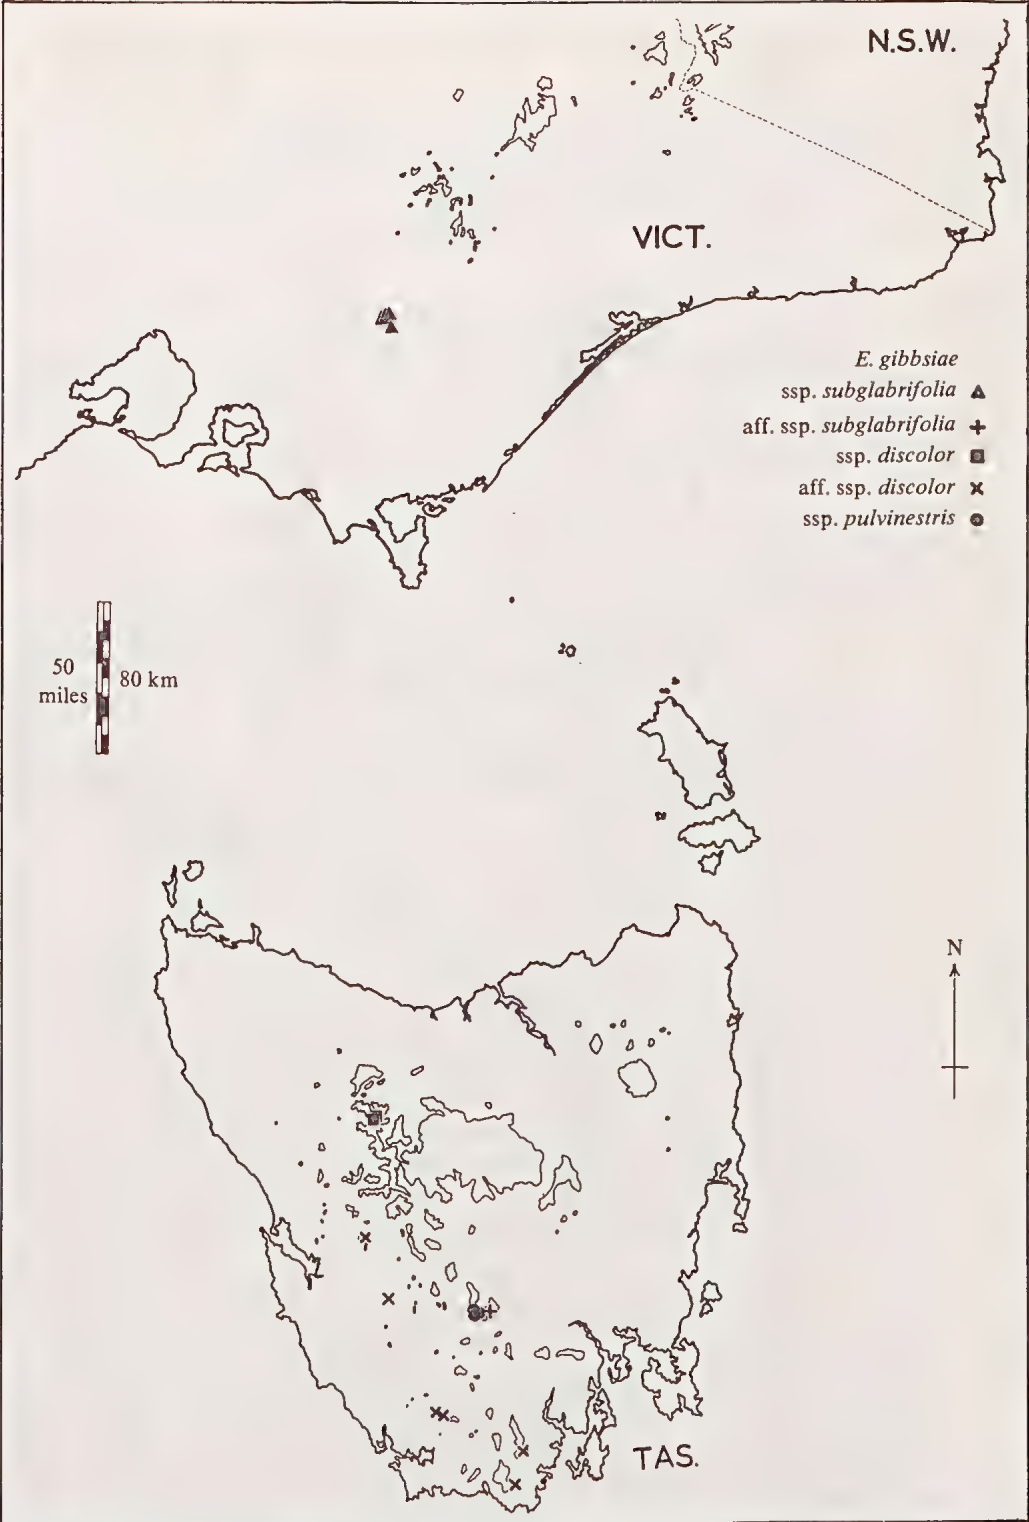 N.S.W.
VICT.
E. gibbsiae
ssp. subglabrifolia
aff. ssp. subglabrifolia
ssp. discolor
aff. ssp. discolor
ssp. pulvinestris
50
miles
80 km
N
TAS.